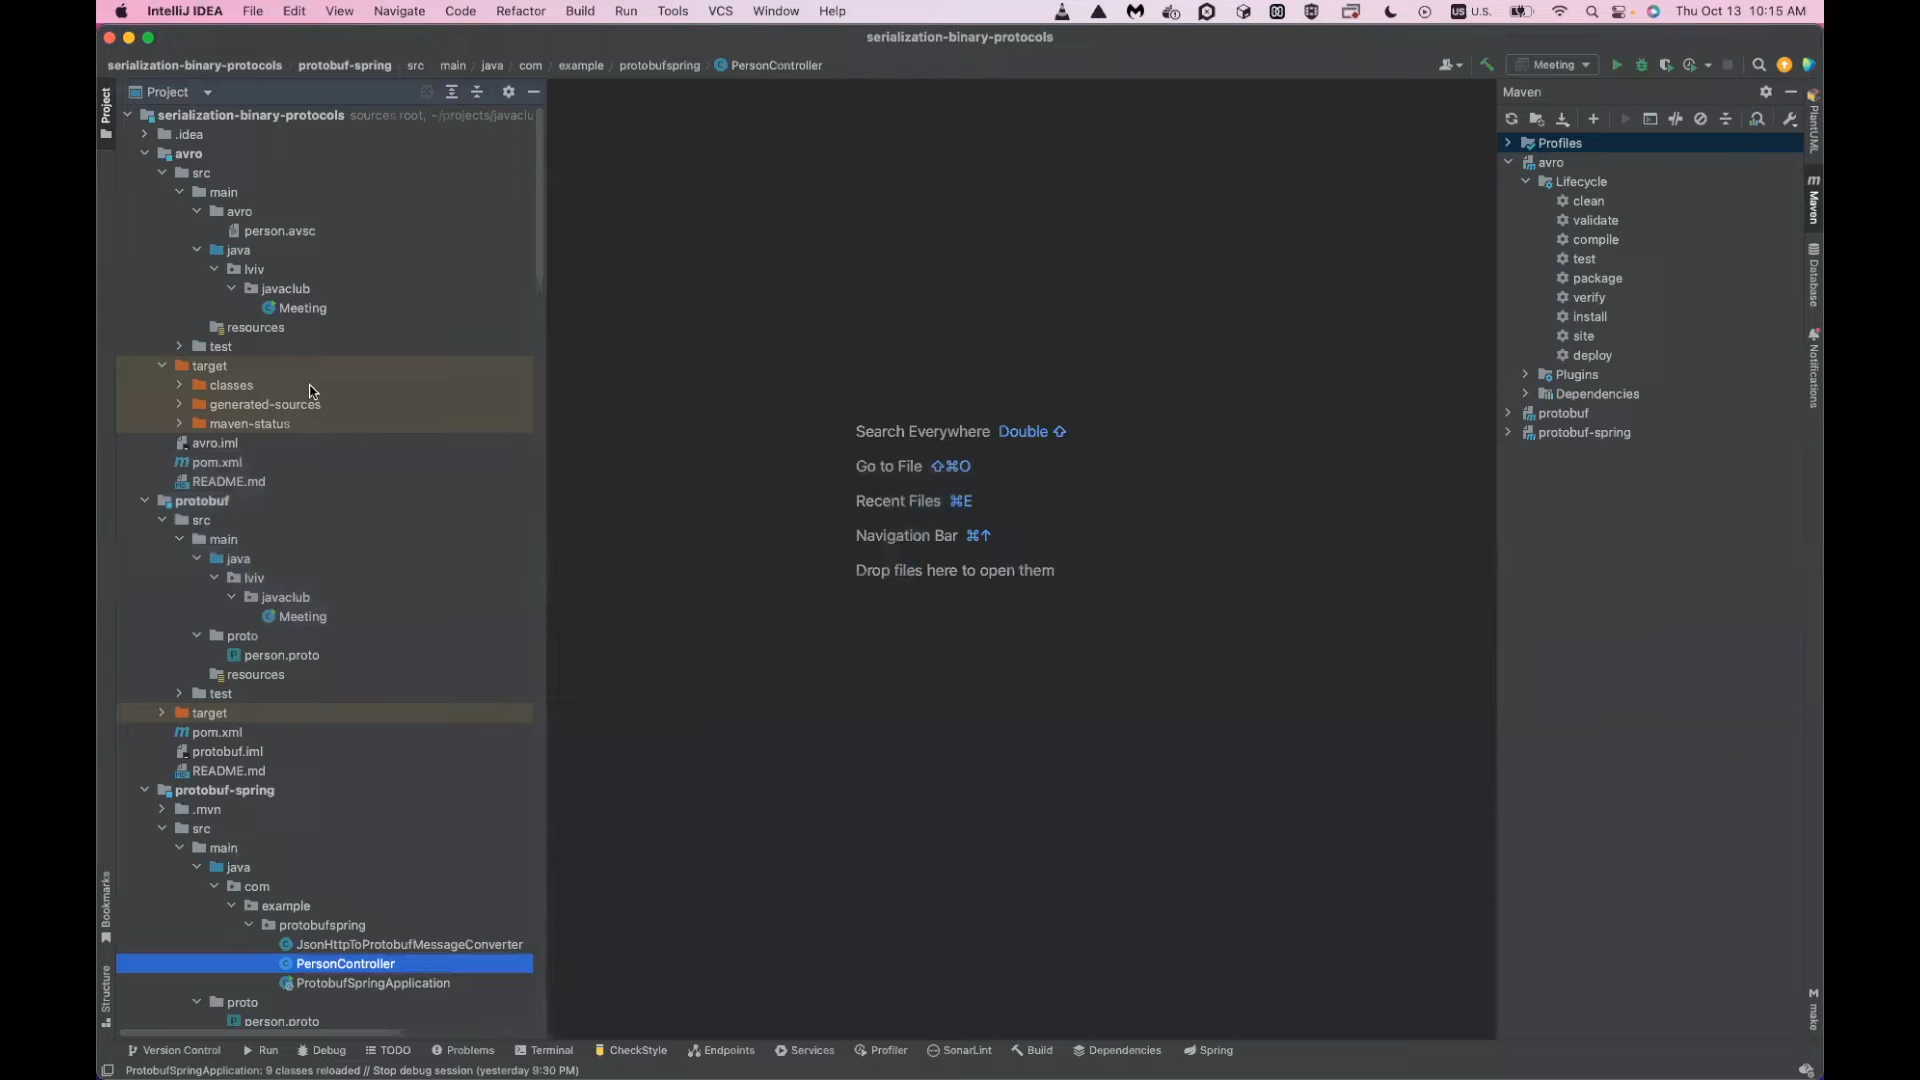 IntelliJ IDEA File Edit View Navigate Code Refactor Build Run Tools VCS Window Help U.S. Thu Oct 13 10:15 AM
serialization-binary-protocols
serialization-binary-protocols protobuf-spring src main java com example protobufspring PersonController Meeting
Project
Project
serialization-binary-protocols sources root, ~/projects/javaclu
.idea
avro
src
main
avro
person.avsc
java
lviv
javaclub
Meeting
resources
test
target
classes
generated-sources
maven-status
avro.iml
pom.xml
README.md
protobuf
src
main
java
lviv
javaclub
Meeting
proto
person.proto
resources
test
target
pom.xml
protobuf.iml
README.md
protobuf-spring
.mvn
src
main
java
com
example
protobufspring
JsonHttpToProtobufMessageConverter
PersonController
ProtobufSpringApplication
proto
person.proto
Bookmarks
Structure
Search Everywhere Double ⇧
Go to File ⇧⌘O
Recent Files ⌘E
Navigation Bar ⌘↑
Drop files here to open them
Maven
Profiles
avro
Lifecycle
clean
validate
compile
test
package
verify
install
site
deploy
Plugins
Dependencies
protobuf
protobuf-spring
PlantUML
m Maven
Database
Notifications
M make
Version Control Run Debug TODO Problems Terminal CheckStyle Endpoints Services Profiler SonarLint Build Dependencies Spring
ProtobufSpringApplication: 9 classes reloaded // Stop debug session (yesterday 9:30 PM)